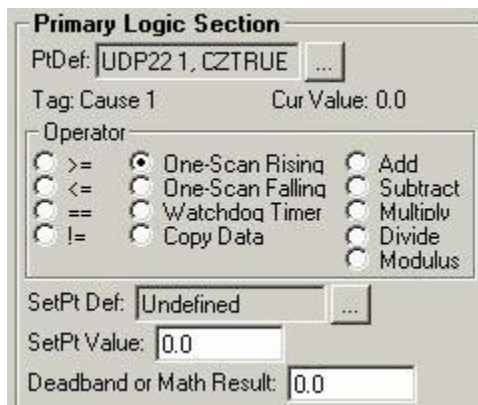 Primary Logic Section
PtDef: UDP22 1, CZTRUE ...
Tag: Cause 1 Cur Value: 0.0
Operator
>= One-Scan Rising Add
<= One-Scan Falling Subtract
== Watchdog Timer Multiply
!= Copy Data Divide
Modulus
SetPt Def: Undefined ...
SetPt Value: 0.0
Deadband or Math Result: 0.0